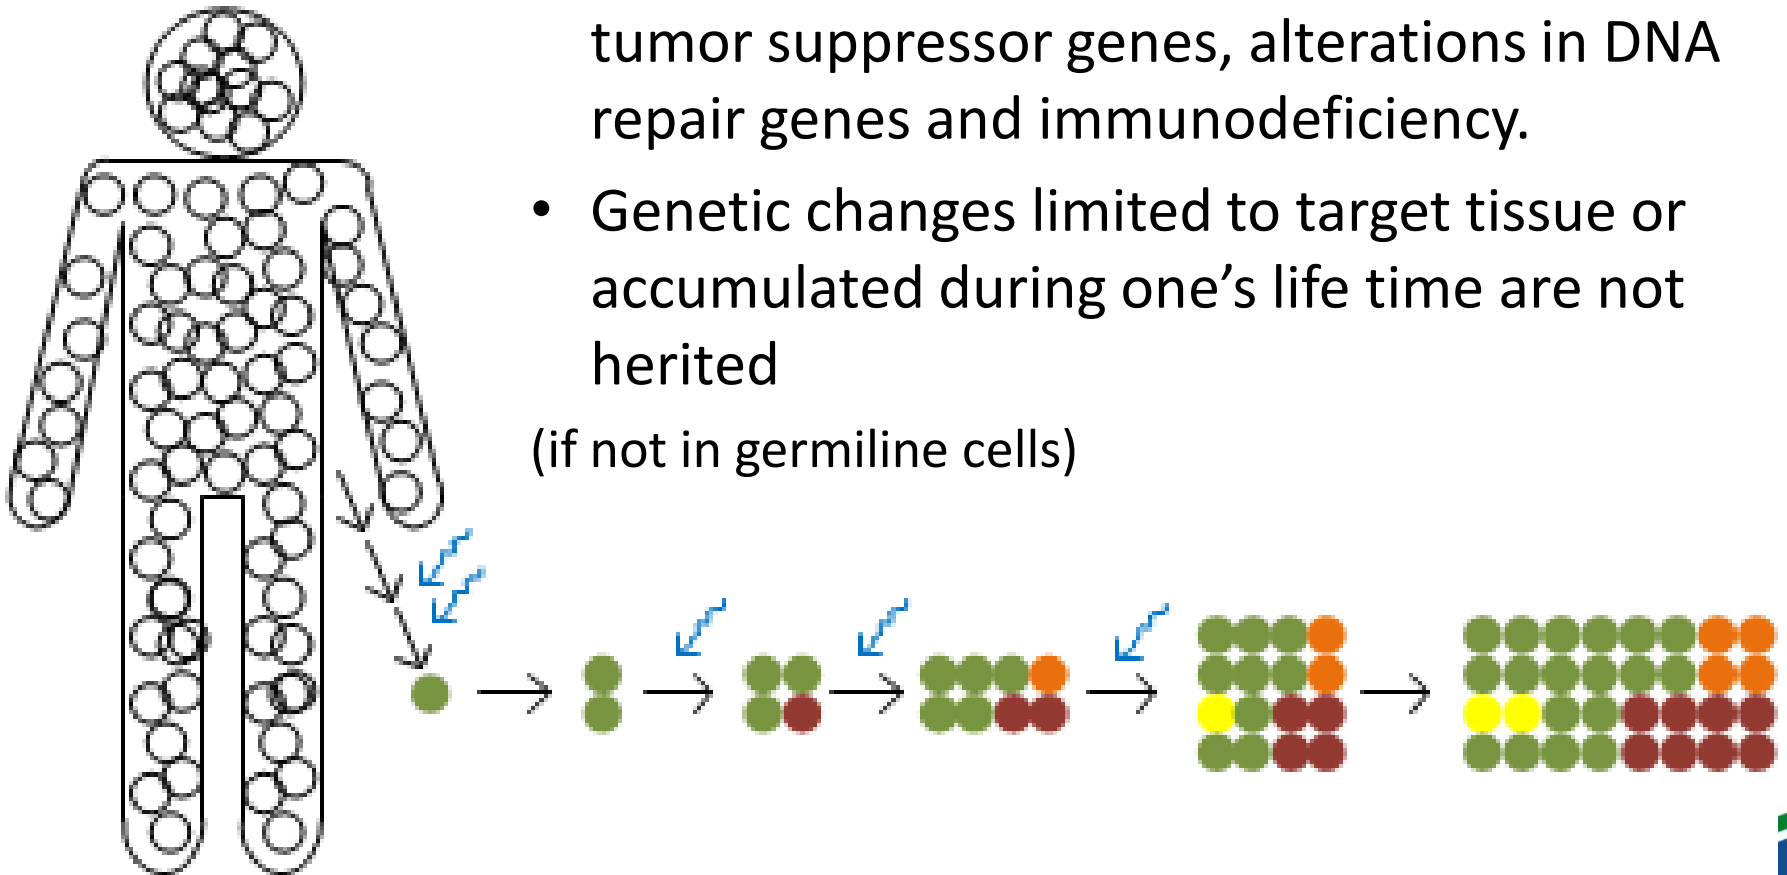 tumor suppressor genes, alterations in DNA
repair genes and immunodeficiency.
• Genetic changes limited to target tissue or
accumulated during one’s life time are not
herited
(if not in germiline cells)